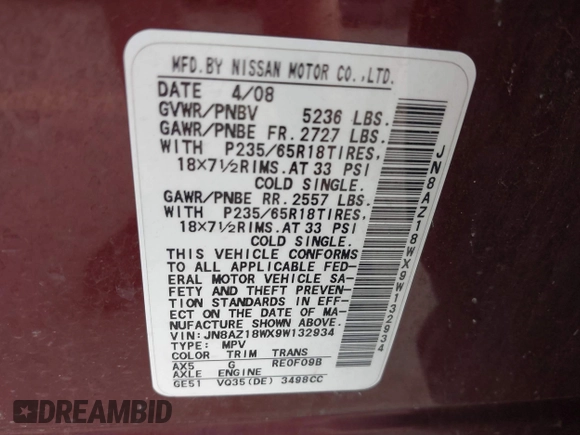 MFD.BY NISSAN MOTOR CO.,LTD.
DATE 4/08
GVWR/PNBV 5236 LBS.
GAWR/PNBE FR. 2727 LBS.
WITH P235/65R18TIRES.
18X7½RIMS.AT 33 PSI
COLD SINGLE.
GAWR/PNBE RR. 2557 LBS.
WITH P235/65R18TIRES.
18X7½RIMS.AT 33 PSI
COLD SINGLE.
THIS VEHICLE CONFORMS
TO ALL APPLICABLE FED-
ERAL MOTOR VEHICLE SA-
FETY AND THEFT PREVEN-
TION STANDARDS IN EFF-
ECT ON THE DATE OF MA-
NUFACTURE SHOWN ABOVE.
VIN:JN8AZ18WX9W132934
TYPE: MPV
COLOR TRIM TRANS
AX5 G RE0F09B
AXLE ENGINE
GE51 VQ35(DE) 3498CC
JN8AZ18WX9W132934
DREAMBID